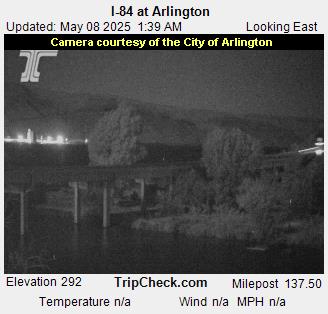 I-84 at Arlington
Updated: May 08 2025 1:39 AM Looking East
Camera courtesy of the City of Arlington
Elevation 292 TripCheck.com Milepost 137.50
Temperature n/a Wind n/a MPH n/a